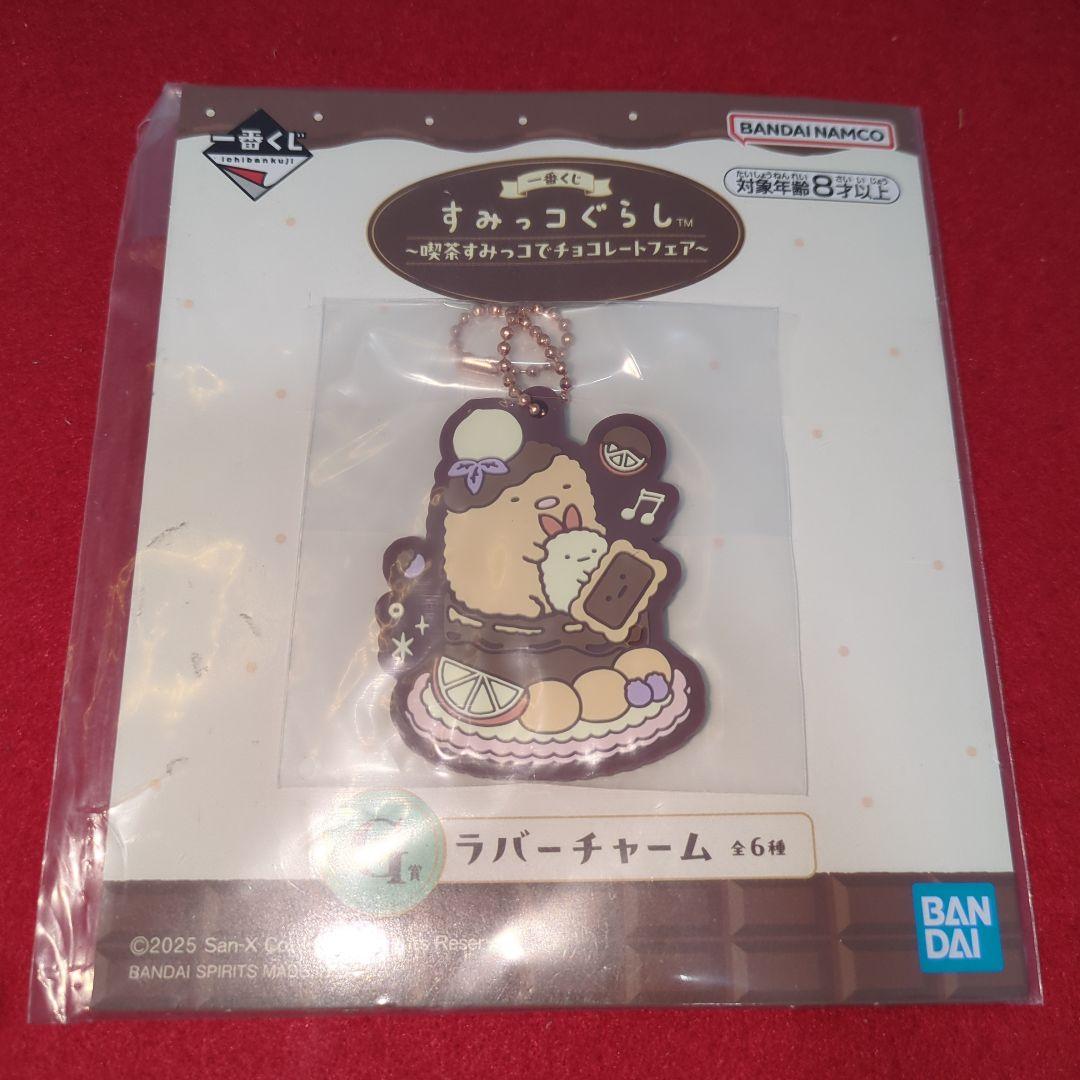 一番くじ
ichibankuji
BANDAI NAMCO
たいしょうねんれい さい いじょう
対象年齢8才以上
一番くじ
すみっコぐらし™
～喫茶すみっコでチョコレートフェア～
G賞
ラバーチャーム 全6種
©2025 San-X Co
BANDAI SPIRITS MADE
BAN
DAI